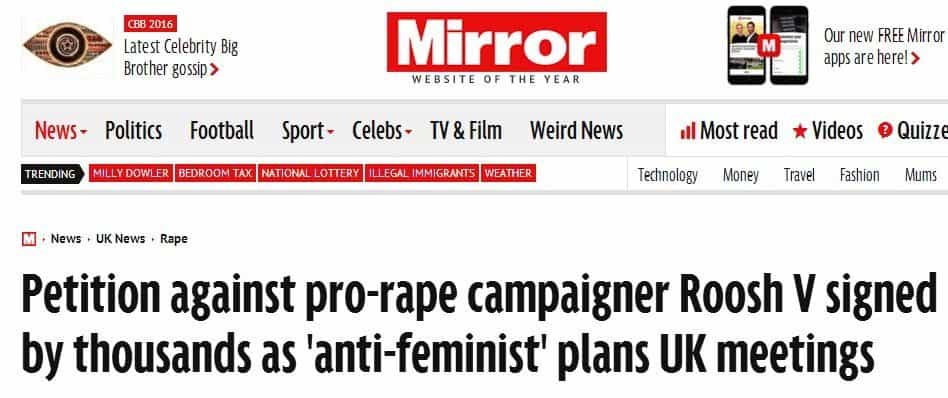 CBB 2016
Latest Celebrity Big
Brother gossip
Mirror
WEBSITE OF THE YEAR
M
Our new FREE Mirror
apps are here!
News Politics Football Sport Celebs TV & Film Weird News
Most read Videos Quizze
TRENDING MILLY DOWLER BEDROOM TAX NATIONAL LOTTERY ILLEGAL IMMIGRANTS WEATHER
Technology Money Travel Fashion Mums
M › News › UK News › Rape
Petition against pro-rape campaigner Roosh V signed
by thousands as 'anti-feminist' plans UK meetings